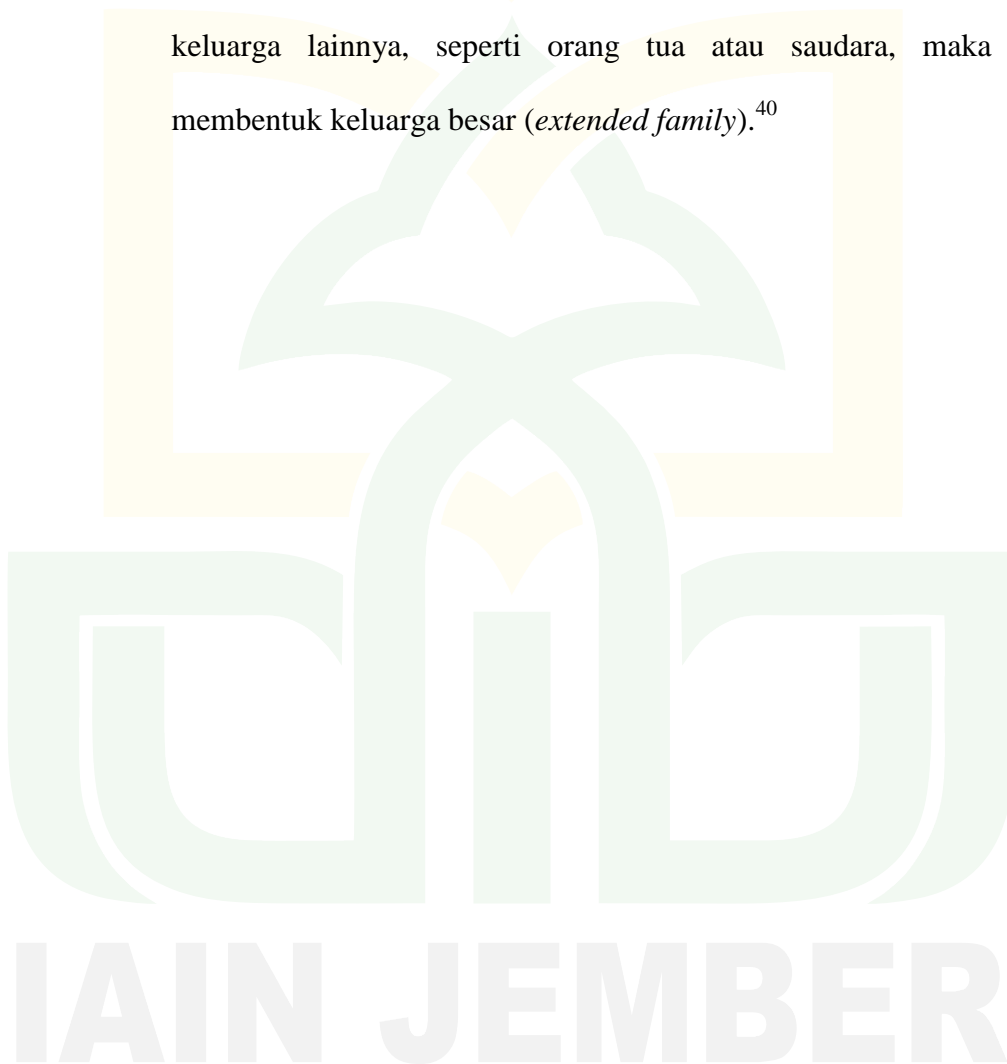 keluarga lainnya, seperti orang tua atau saudara, maka
membentuk keluarga besar (extended family).40
IAIN JEMBER